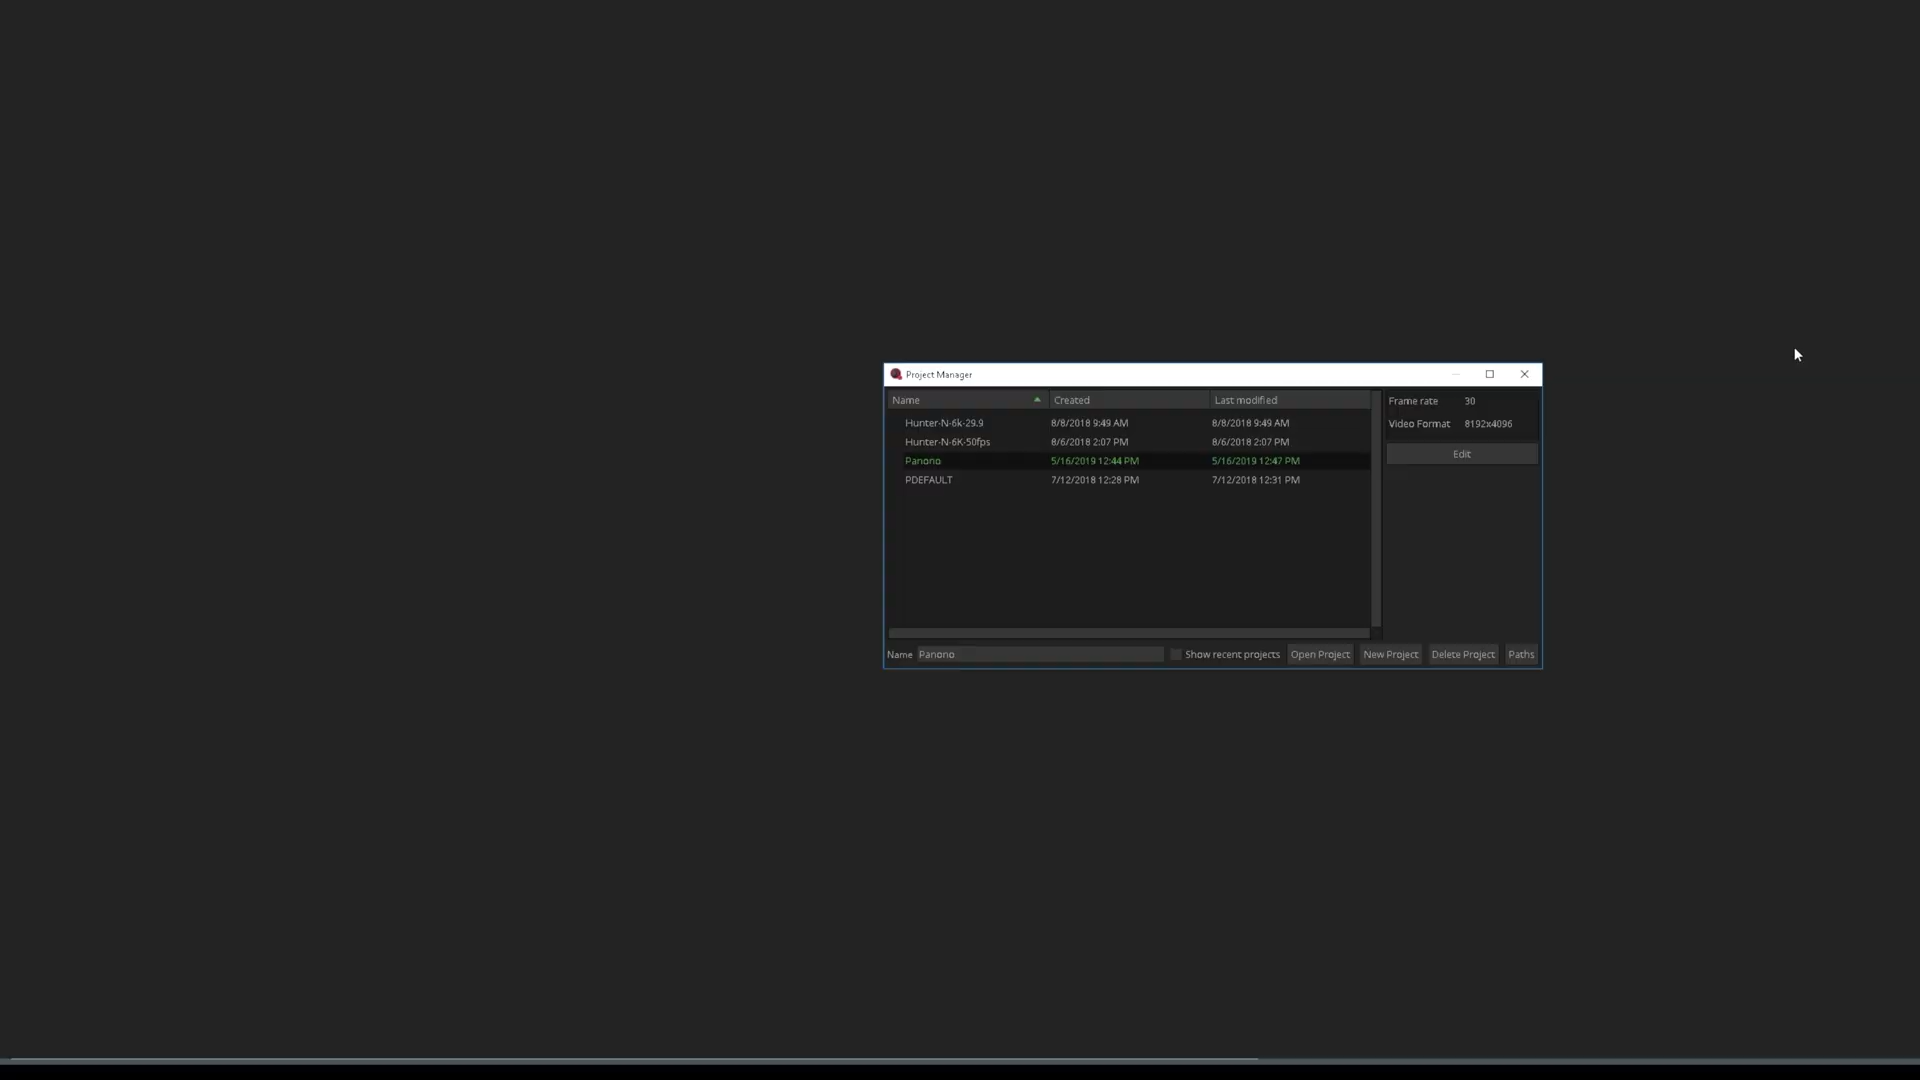 Project Manager
Name Created Last modified
Hunter-N-6k-29.9 8/8/2018 9:49 AM 8/8/2018 9:49 AM
Hunter-N-6K-50fps 8/6/2018 2:07 PM 8/6/2018 2:07 PM
Panono 5/16/2019 12:44 PM 5/16/2019 12:47 PM
PDEFAULT 7/12/2018 12:28 PM 7/12/2018 12:31 PM
Frame rate 30
Video Format 8192x4096
Edit
Name Panono Show recent projects Open Project New Project Delete Project Paths